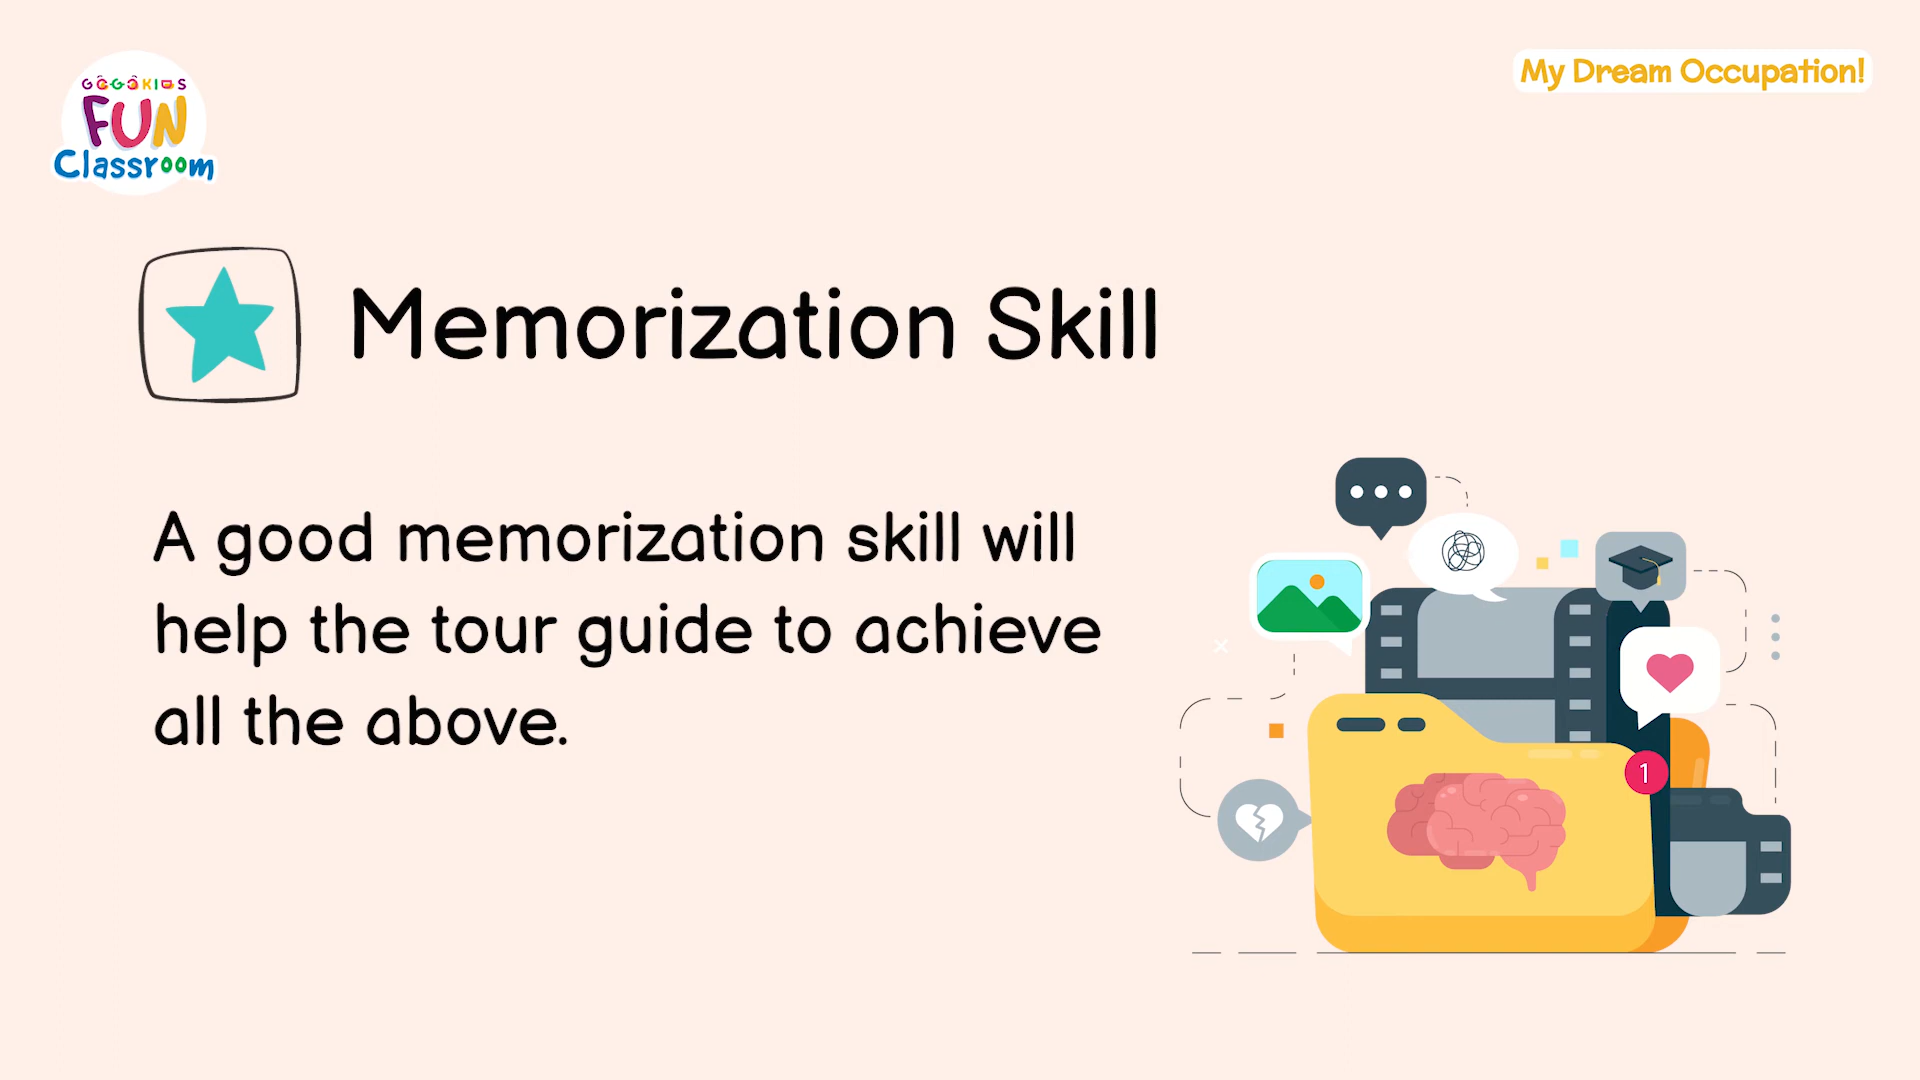 GOGOKIDS
FUN
Classroom
My Dream Occupation!
Memorization Skill
A good memorization skill will
help the tour guide to achieve
all the above.
1